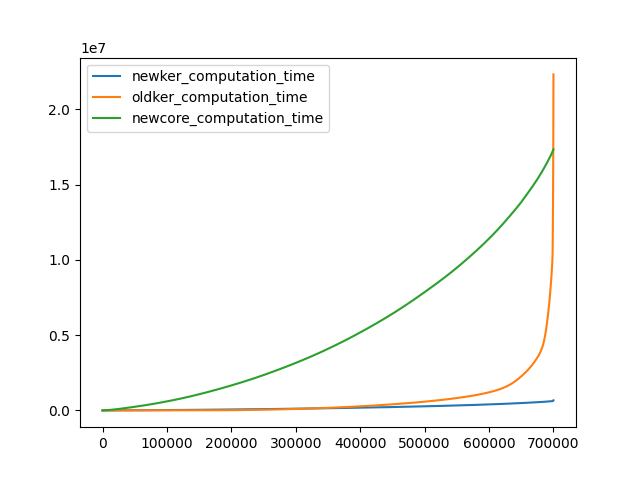 1e7
newker_computation_time
oldker_computation_time
newcore_computation_time
2.0
1.5
1.0
0.5
0.0
0 100000 200000 300000 400000 500000 600000 700000